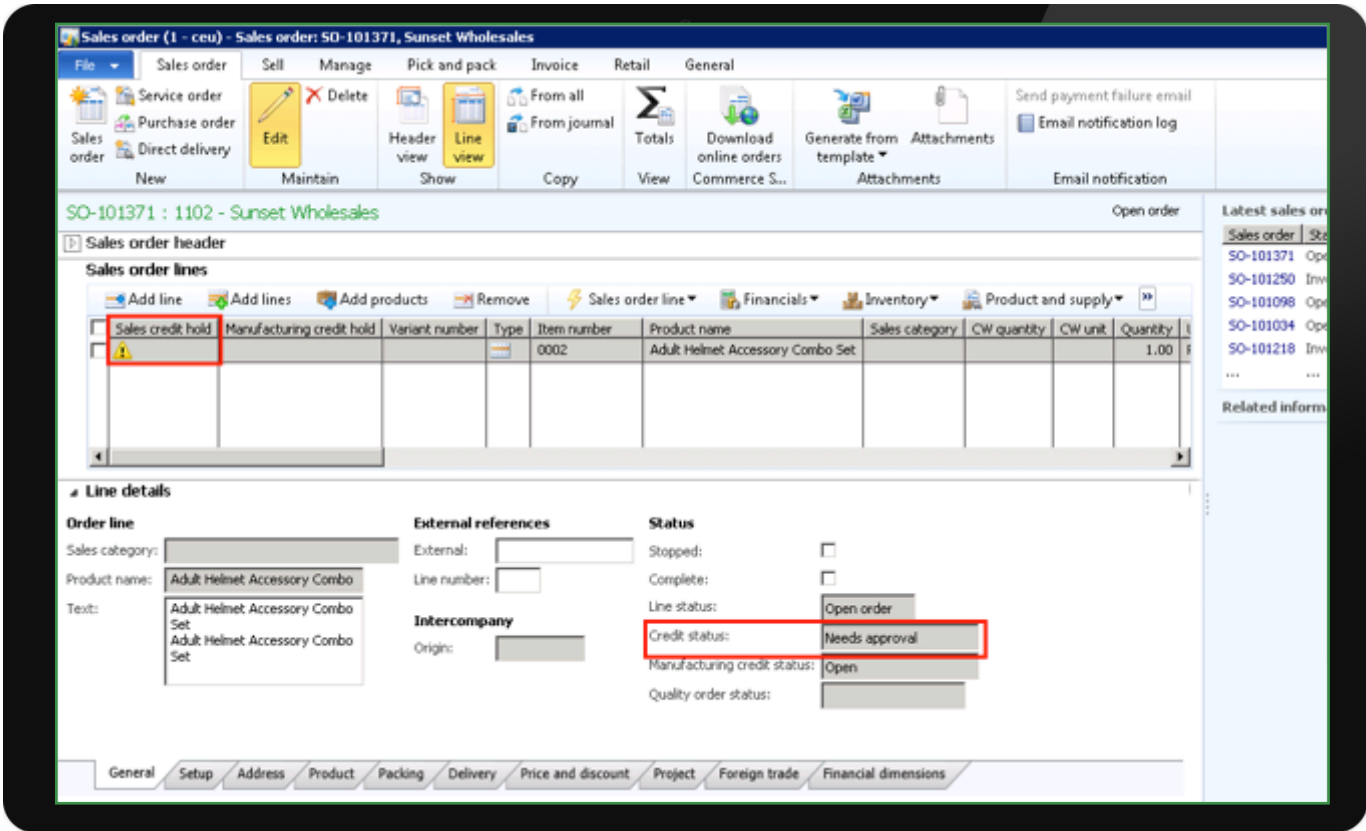 Sales order (1 - ceu) - Sales order: SO-101371, Sunset Wholesales
File Sales order Sell Manage Pick and pack Invoice Retail General
Service order Delete From all Send payment failure email
Purchase order From journal Email notification log
Sales order Direct delivery Edit Header view Line view Totals Download online orders Generate from template Attachments
New Maintain Show Copy View Commerce S... Attachments Email notification
SO-101371 : 1102 - Sunset Wholesales Open order
Sales order header
Sales order lines
Add line Add lines Add products Remove Sales order line Financials Inventory Product and supply »
Sales credit hold Manufacturing credit hold Variant number Type Item number Product name Sales category CW quantity CW unit Quantity
0002 Adult Helmet Accessory Combo Set 1.00
Latest sales
Sales order
SO-101371
SO-101250
SO-101098
SO-101034
SO-101218
... ...
Related
Line details
Order line External references Status
Sales category: External: Stopped:
Product name: Adult Helmet Accessory Combo Line number: Complete:
Text: Adult Helmet Accessory Combo Line status: Open order
Set
Adult Helmet Accessory Combo Intercompany Credit status: Needs approval
Set Origin: Manufacturing credit status: Open
Quality order status:
General Setup Address Product Packing Delivery Price and discount Project Foreign trade Financial dimensions